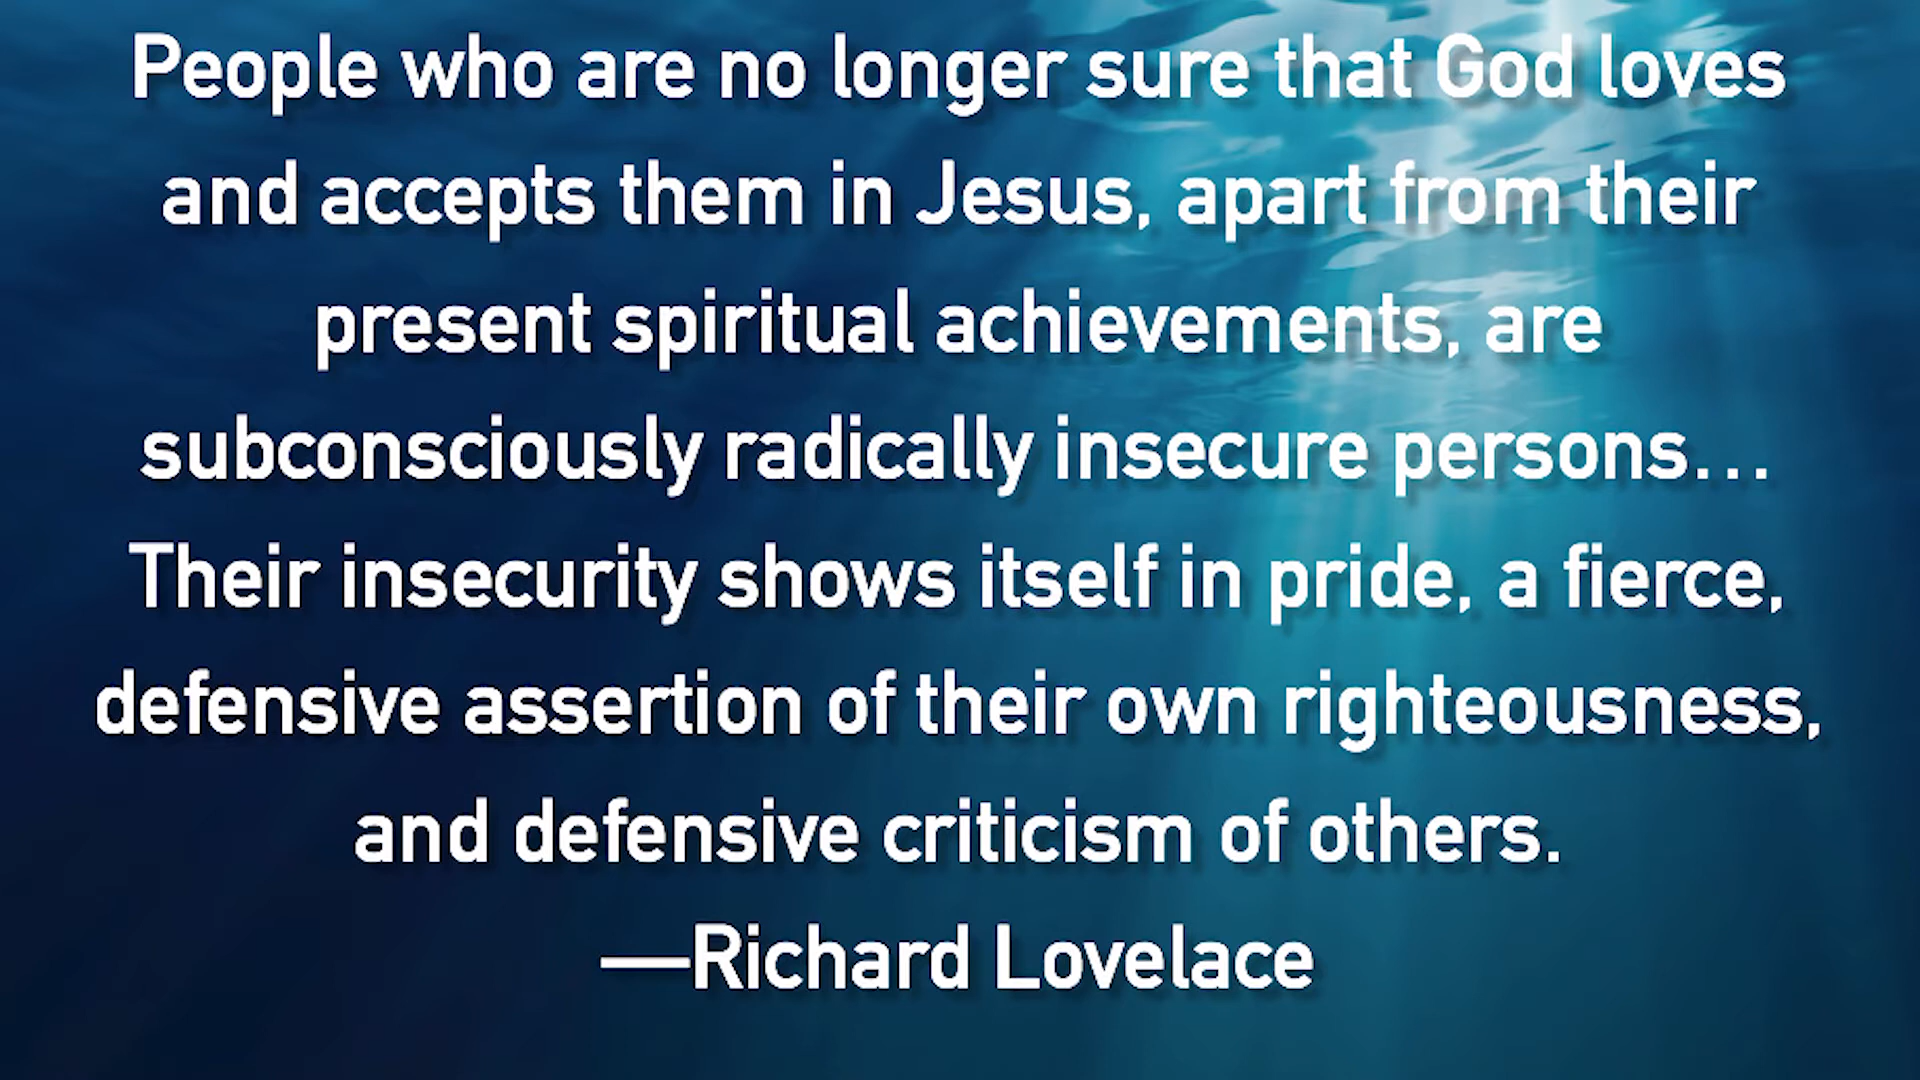 People who are no longer sure that God loves
and accepts them in Jesus, apart from their
present spiritual achievements, are
subconsciously radically insecure persons...
Their insecurity shows itself in pride, a fierce,
defensive assertion of their own righteousness,
and defensive criticism of others.
—Richard Lovelace